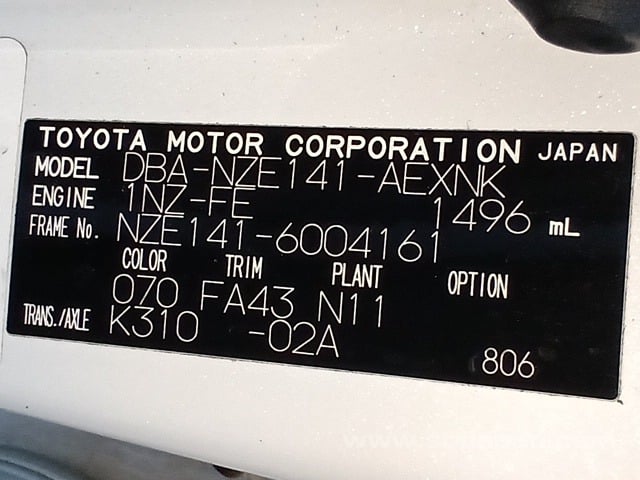 TOYOTA MOTOR CORPORATION JAPAN
MODEL DBA-NZE141-AEXNK
ENGINE 1NZ-FE 1496 mL
FRAME No. NZE141-6004161
COLOR TRIM PLANT OPTION
070 FA43 N11
TRANS./AXLE K310 -02A
806